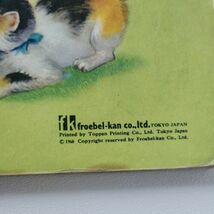 fk froebel-kan co.,ltd. TOKYO JAPAN
Printed by Toppan Printing Co., Ltd. Tokyo Japan
© 1968 Copyright reserved by Froebel-Kan Co., Ltd.